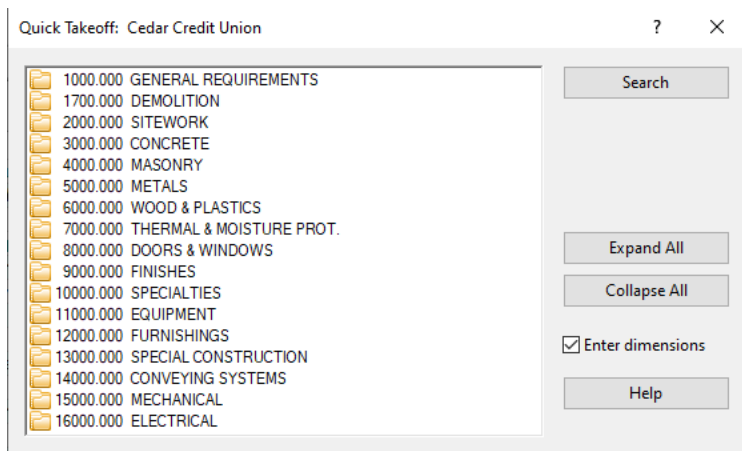 Quick Takeoff: Cedar Credit Union ?
1000.000 GENERAL REQUIREMENTS
1700.000 DEMOLITION
2000.000 SITEWORK
3000.000 CONCRETE
4000.000 MASONRY
5000.000 METALS
6000.000 WOOD & PLASTICS
7000.000 THERMAL & MOISTURE PROT.
8000.000 DOORS & WINDOWS
9000.000 FINISHES
10000.000 SPECIALTIES
11000.000 EQUIPMENT
12000.000 FURNISHINGS
13000.000 SPECIAL CONSTRUCTION
14000.000 CONVEYING SYSTEMS
15000.000 MECHANICAL
16000.000 ELECTRICAL
Search
Expand All
Collapse All
Enter dimensions
Help